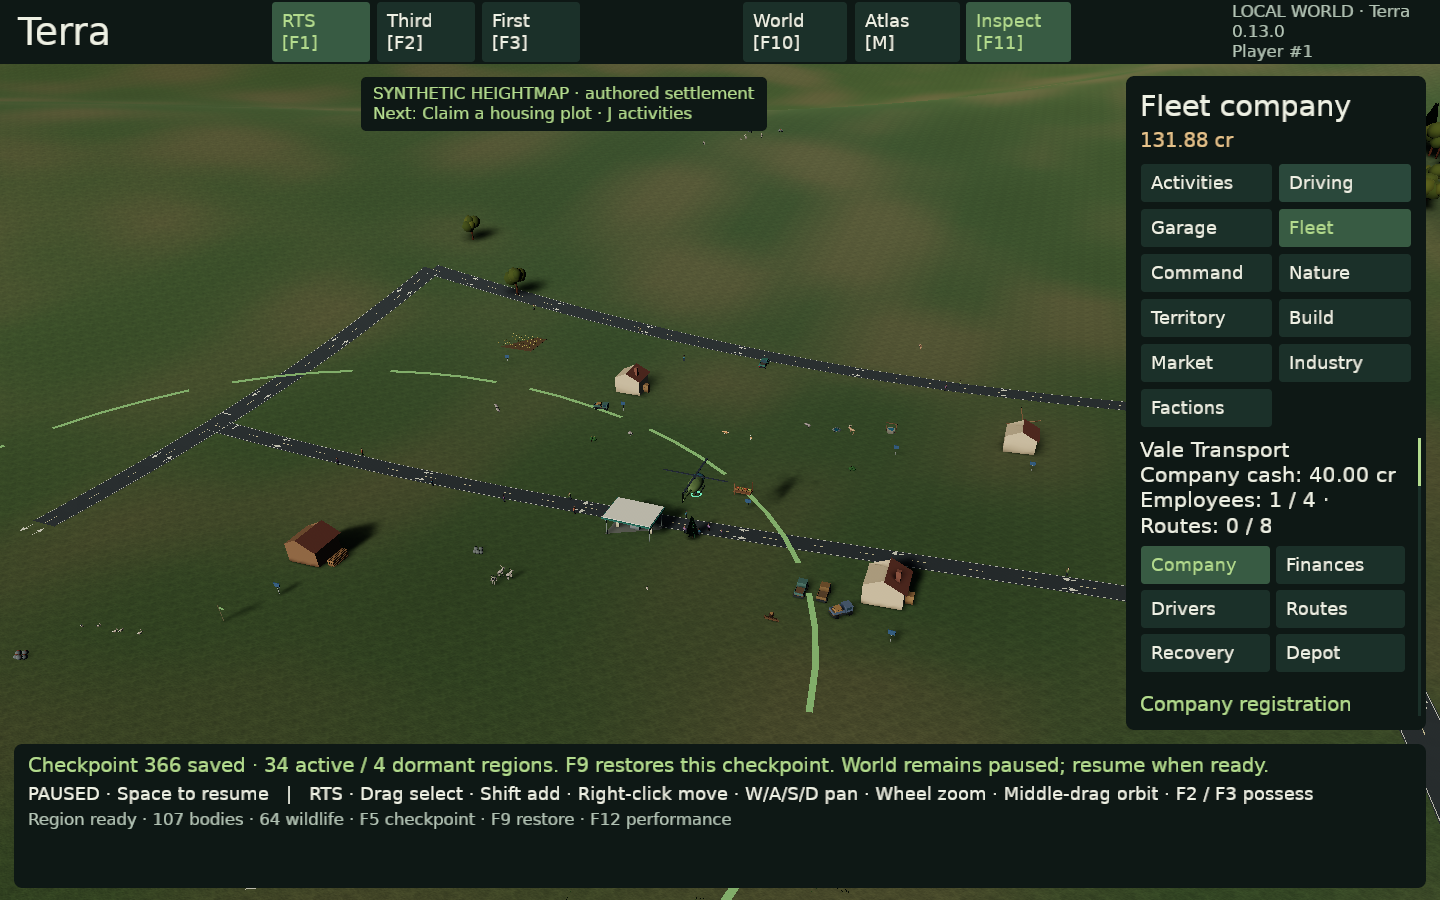 Terra
RTS
[F1]
Third
[F2]
First
[F3]
World
[F10]
Atlas
[M]
Inspect
[F11]
LOCAL WORLD · Terra
0.13.0
Player #1
SYNTHETIC HEIGHTMAP · authored settlement
Next: Claim a housing plot · J activities
Fleet company
131.88 cr
Activities
Driving
Garage
Fleet
Command
Nature
Territory
Build
Market
Industry
Factions
Vale Transport
Company cash: 40.00 cr
Employees: 1 / 4 ·
Routes: 0 / 8
Company
Finances
Drivers
Routes
Recovery
Depot
Company registration
Checkpoint 366 saved · 34 active / 4 dormant regions. F9 restores this checkpoint. World remains paused; resume when ready.
PAUSED · Space to resume | RTS · Drag select · Shift add · Right-click move · W/A/S/D pan · Wheel zoom · Middle-drag orbit · F2 / F3 possess
Region ready · 107 bodies · 64 wildlife · F5 checkpoint · F9 restore · F12 performance